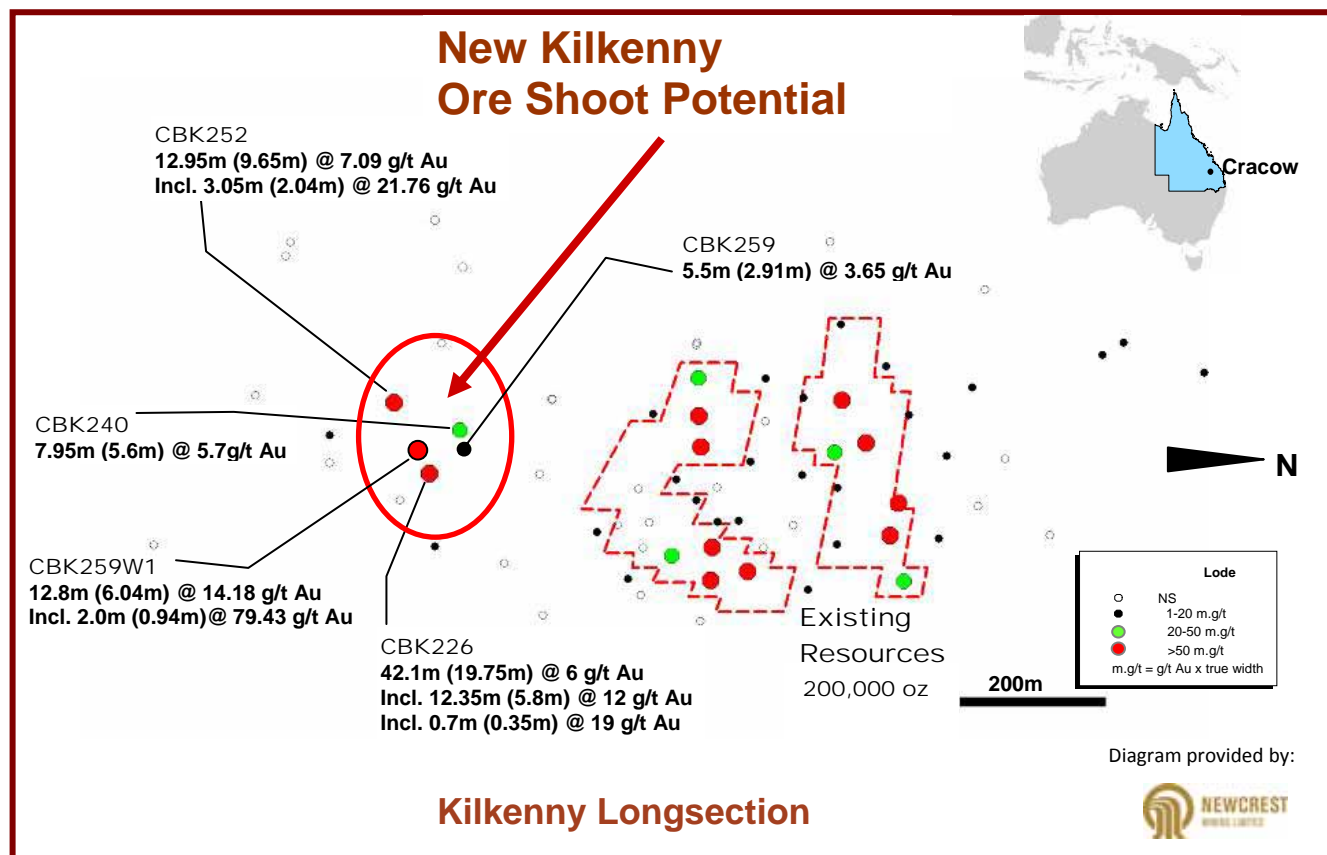 New Kilkenny
Ore Shoot Potential
Cracow
CBK252
12.95m (9.65m) @ 7.09 g/t Au
Incl. 3.05m (2.04m) @ 21.76 g/t Au
CBK259
5.5m (2.91m) @ 3.65 g/t Au
CBK240
7.95m (5.6m) @ 5.7g/t Au
N
CBK259W1
12.8m (6.04m) @ 14.18 g/t Au
Incl. 2.0m (0.94m)@ 79.43 g/t Au
CBK226
42.1m (19.75m) @ 6 g/t Au
Incl. 12.35m (5.8m) @ 12 g/t Au
Incl. 0.7m (0.35m) @ 19 g/t Au
Existing
Resources
200,000 oz
200m
Lode
NS
1-20 m.g/t
20-50 m.g/t
>50 m.g/t
m.g/t = g/t Au x true width
Diagram provided by:
NEWCREST
MINING LIMITED
Kilkenny Longsection